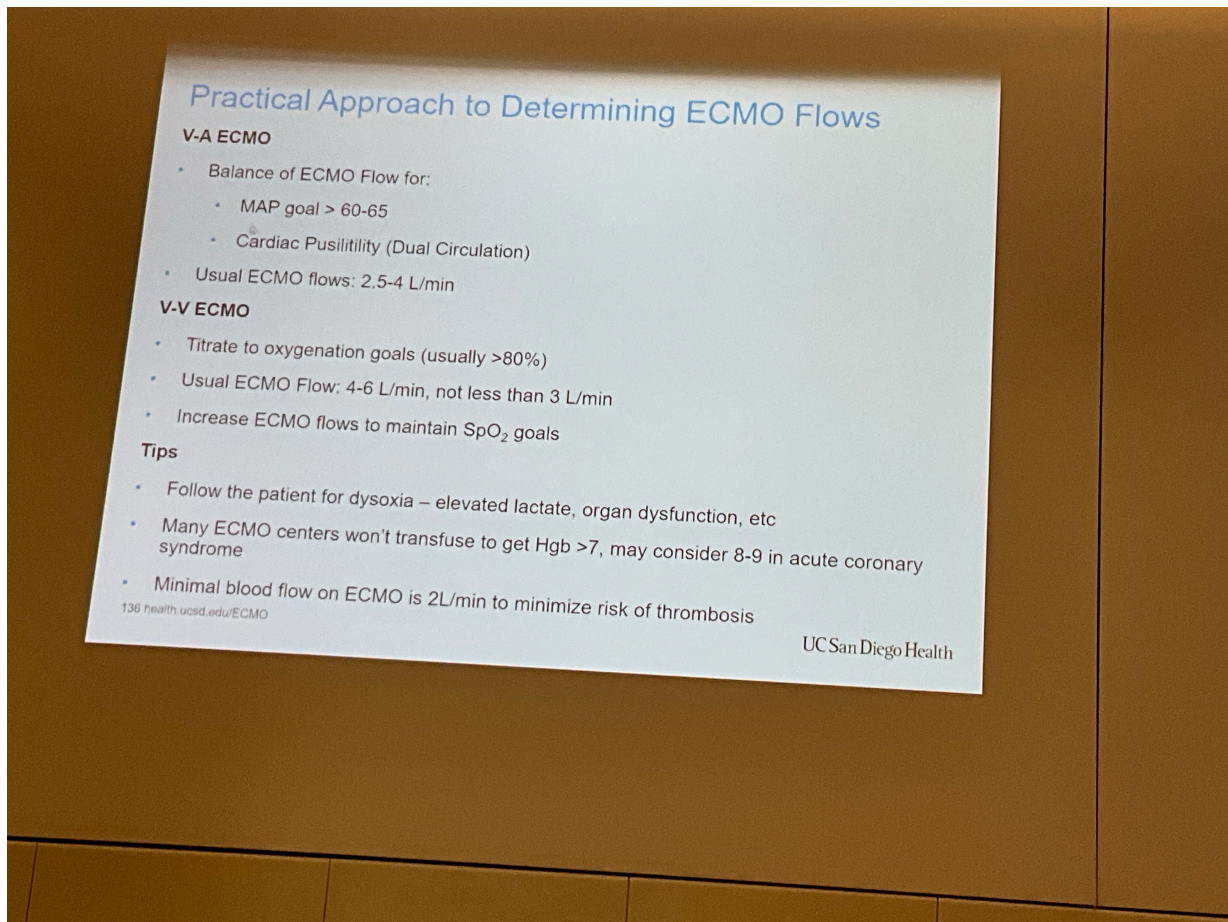 Practical Approach to Determining ECMO Flows
V-A ECMO
• Balance of ECMO Flow for:
• MAP goal > 60-65
• Cardiac Pusilitility (Dual Circulation)
• Usual ECMO flows: 2.5-4 L/min
V-V ECMO
• Titrate to oxygenation goals (usually >80%)
• Usual ECMO Flow: 4-6 L/min, not less than 3 L/min
• Increase ECMO flows to maintain SpO₂ goals
Tips
• Follow the patient for dysoxia – elevated lactate, organ dysfunction, etc
• Many ECMO centers won't transfuse to get Hgb >7, may consider 8-9 in acute coronary
syndrome
• Minimal blood flow on ECMO is 2L/min to minimize risk of thrombosis
136 health.ucsd.edu/ECMO
UC San Diego Health